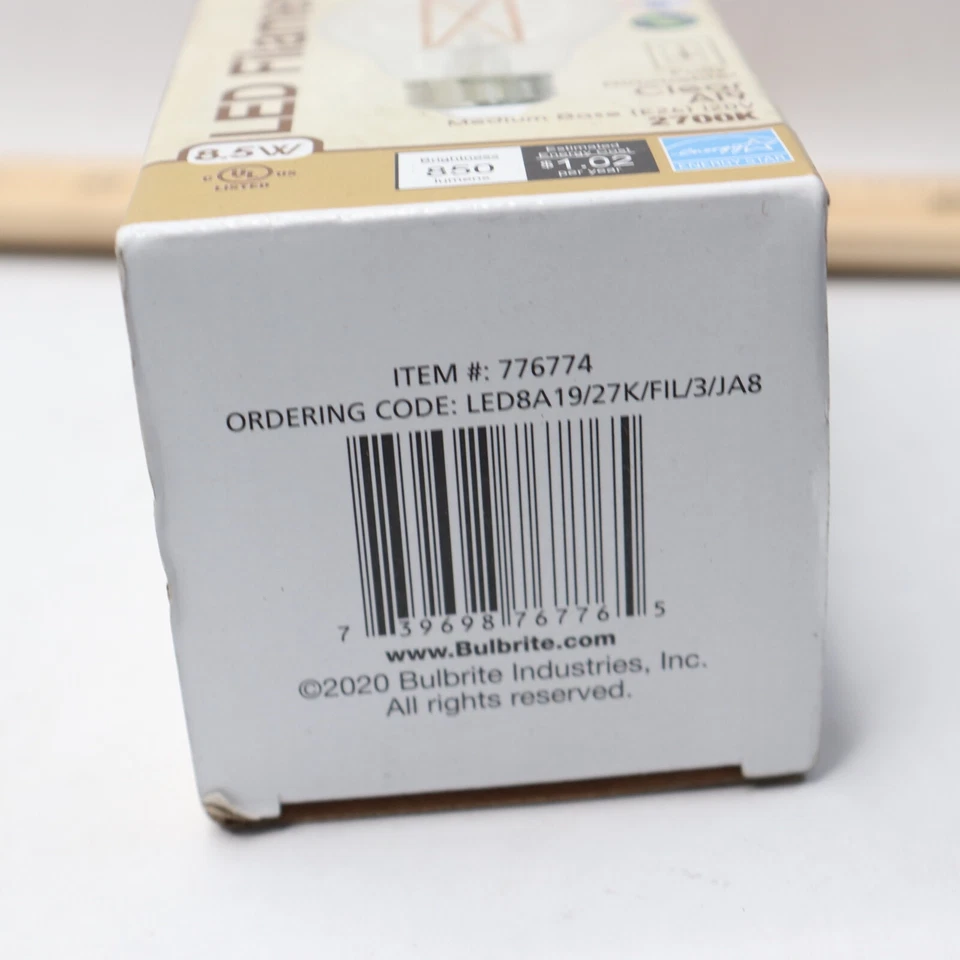 LED Filame
Clear
A19
Medium Base (E26) 120V
2700K
8.5W
C UL US
LISTED
Brightness
850
lumens
Estimated
Energy Cost
$1.02
per year
energy
ENERGY STAR
ITEM #: 776774
ORDERING CODE: LED8A19/27K/FIL/3/JA8
7 39698 76776 5
www.Bulbrite.com
©2020 Bulbrite Industries, Inc.
All rights reserved.